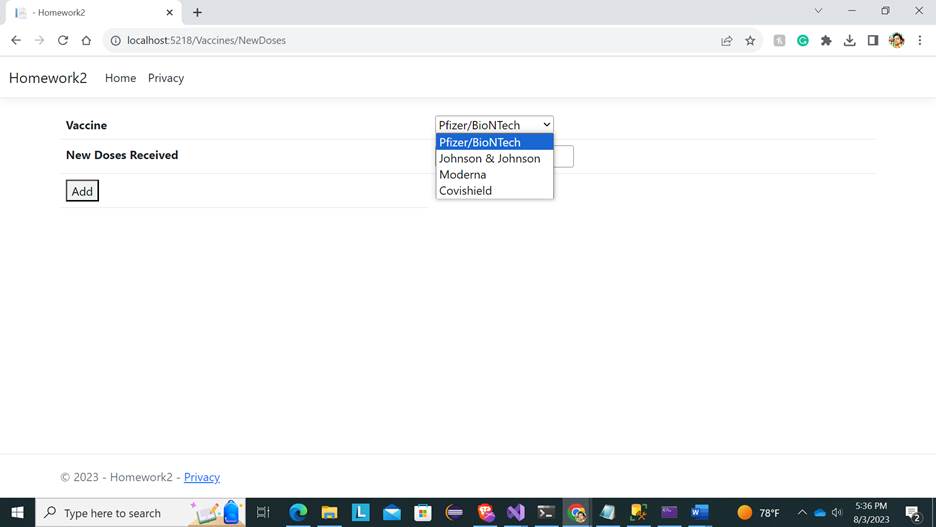 - Homework2
localhost:5218/Vaccines/NewDoses
Homework2 Home Privacy
Vaccine Pfizer/BioNTech
Pfizer/BioNTech
New Doses Received
Johnson & Johnson
Moderna
Add
Covishield
© 2023 - Homework2 - Privacy
Type here to search
78°F
5:36 PM
8/3/2023
2